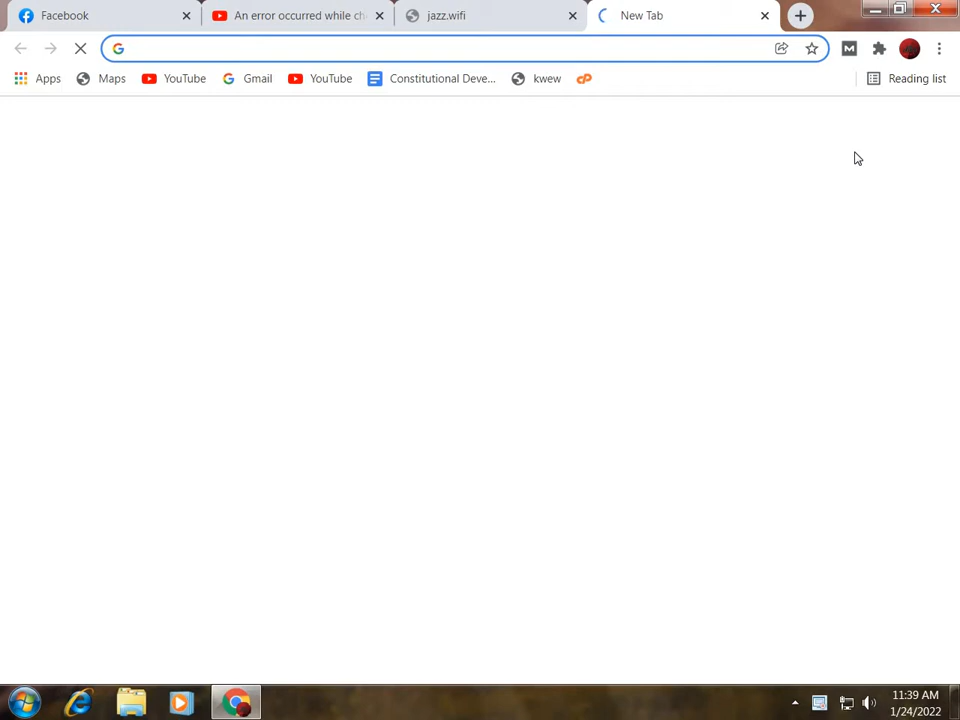 Facebook
An error occurred while ch
jazz.wifi
New Tab
Apps
Maps
YouTube
Gmail
YouTube
Constitutional Deve...
kwew
Reading list
11:39 AM
1/24/2022